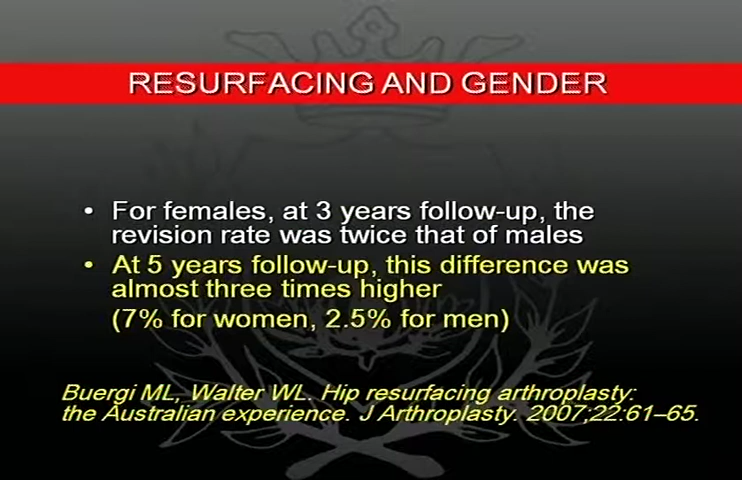 RESURFACING AND GENDER
• For females, at 3 years follow-up, the
revision rate was twice that of males
• At 5 years follow-up, this difference was
almost three times higher
(7% for women, 2.5% for men)
Buergi ML, Walter WL. Hip resurfacing arthroplasty:
the Australian experience. J Arthroplasty. 2007;22:61–65.